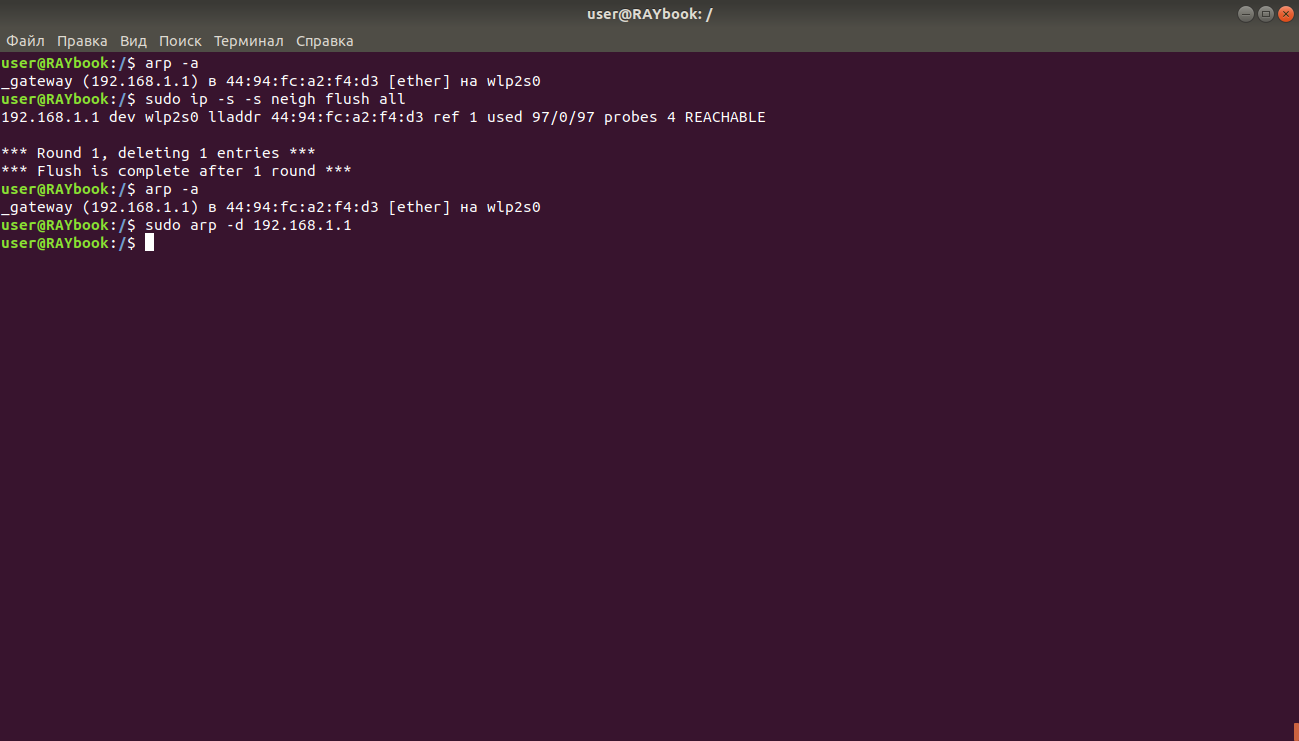 user@RAYbook: /
Файл Правка Вид Поиск Терминал Справка
user@RAYbook:/$ arp -a
_gateway (192.168.1.1) в 44:94:fc:a2:f4:d3 [ether] на wlp2s0
user@RAYbook:/$ sudo ip -s -s neigh flush all
192.168.1.1 dev wlp2s0 lladdr 44:94:fc:a2:f4:d3 ref 1 used 97/0/97 probes 4 REACHABLE
*** Round 1, deleting 1 entries ***
*** Flush is complete after 1 round ***
user@RAYbook:/$ arp -a
_gateway (192.168.1.1) в 44:94:fc:a2:f4:d3 [ether] на wlp2s0
user@RAYbook:/$ sudo arp -d 192.168.1.1
user@RAYbook:/$